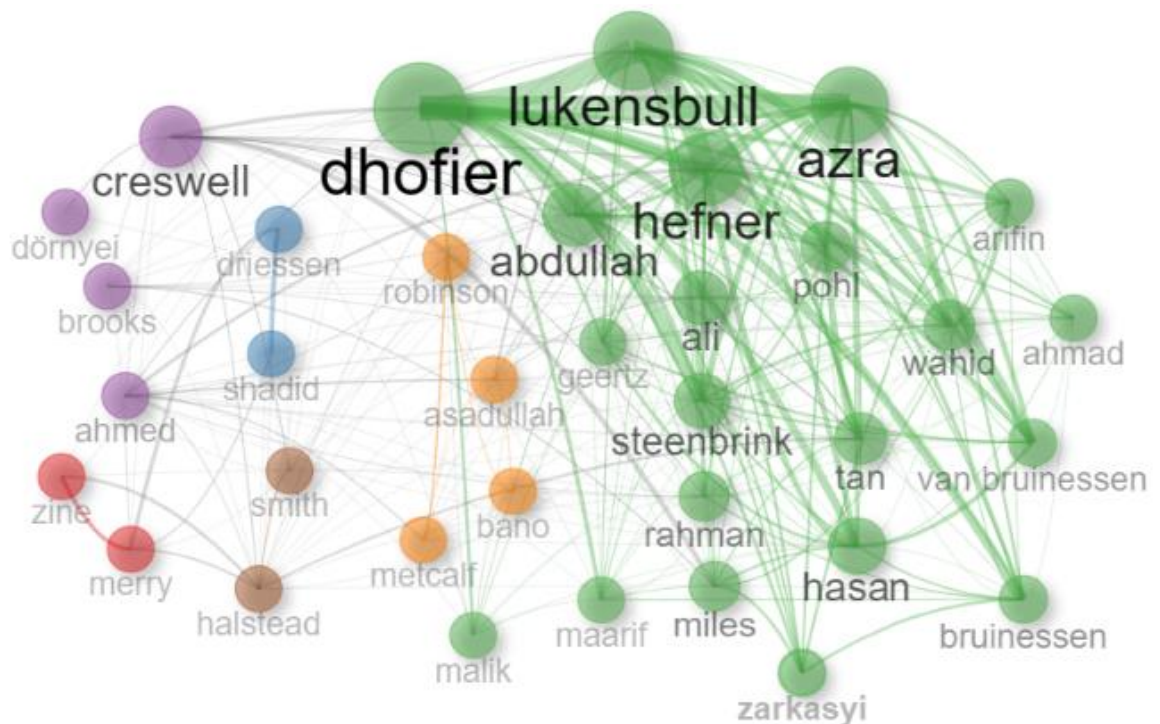 lukensbull
dhofier
azra
creswell
hefner
dörnyei
driessen
abdullah
arifin
robinson
pohl
brooks
ali
wahid
ahmad
geertz
shadid
asadullah
ahmed
steenbrink
tan
van bruinessen
zine
smith
bano
rahman
merry
metcalf
hasan
halstead
maarif
miles
bruinessen
malik
zarkasyi